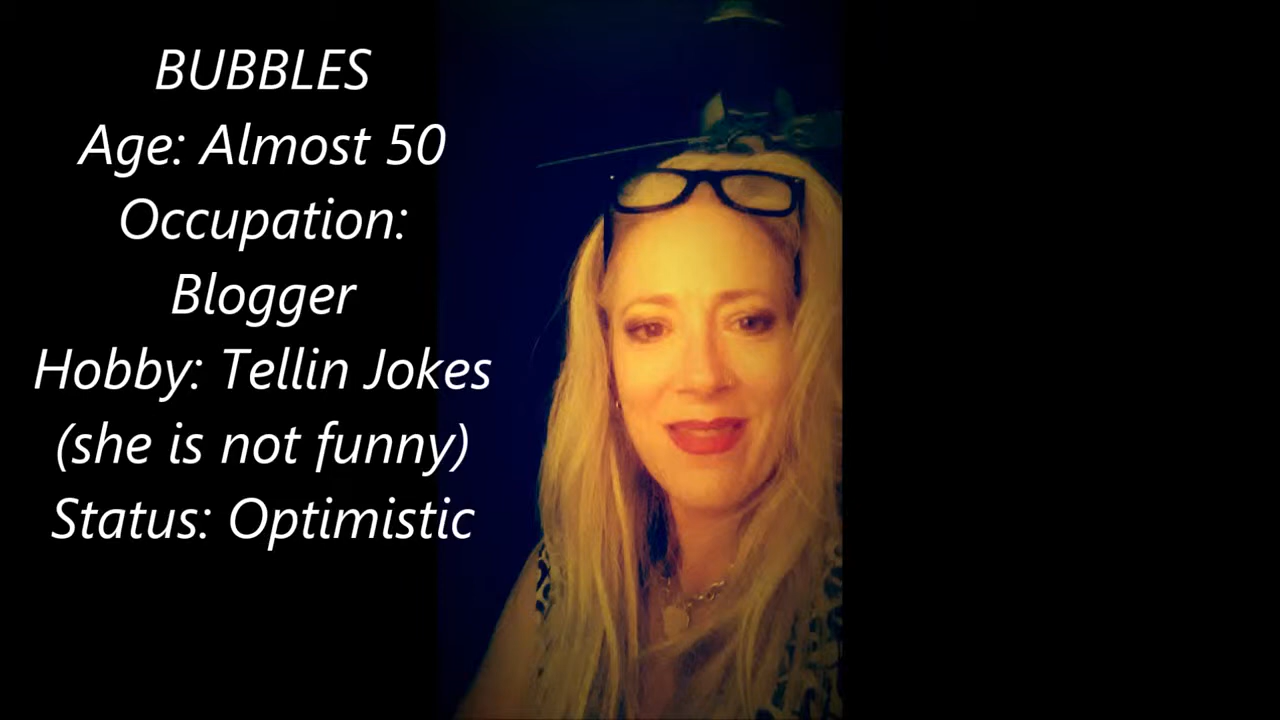 BUBBLES
Age: Almost 50
Occupation:
Blogger
Hobby: Tellin Jokes
(she is not funny)
Status: Optimistic